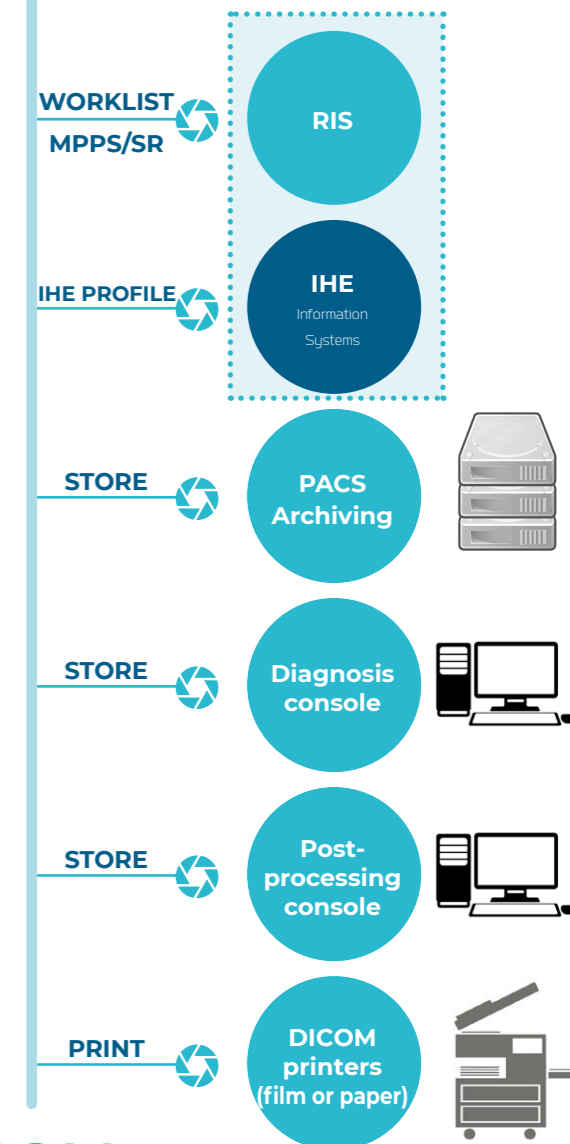 WORKLIST
MPPS/SR
RIS
IHE PROFILE
IHE
Information
Systems
STORE
PACS
Archiving
STORE
Diagnosis
console
STORE
Post-
processing
console
PRINT
DICOM
printers
(film or paper)